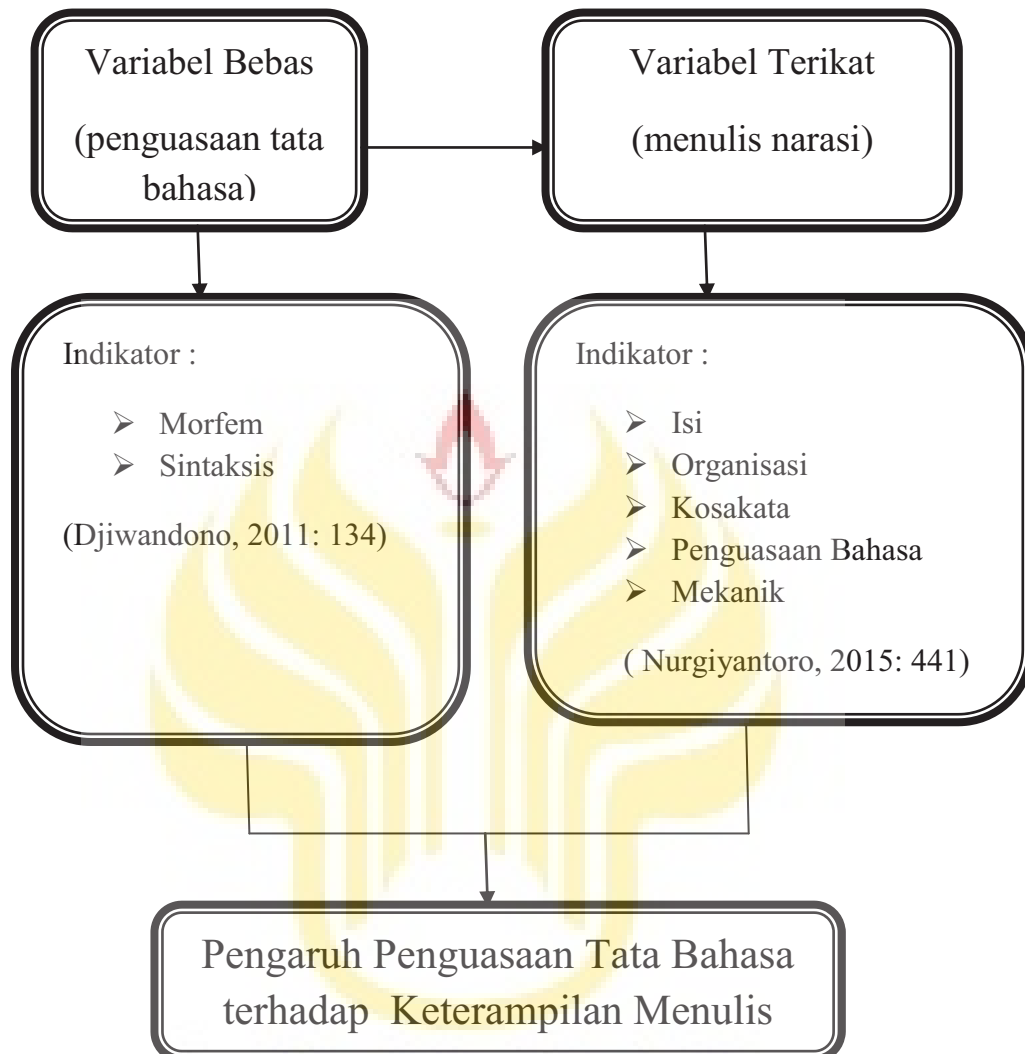 Variabel Bebas
(penguasaan tata
bahasa)
Variabel Terikat
(menulis narasi)
Indikator :
➢ Morfem
➢ Sintaksis
(Djiwandono, 2011: 134)
Indikator :
➢ Isi
➢ Organisasi
➢ Kosakata
➢ Penguasaan Bahasa
➢ Mekanik
( Nurgiyantoro, 2015: 441)
Pengaruh Penguasaan Tata Bahasa
terhadap Keterampilan Menulis